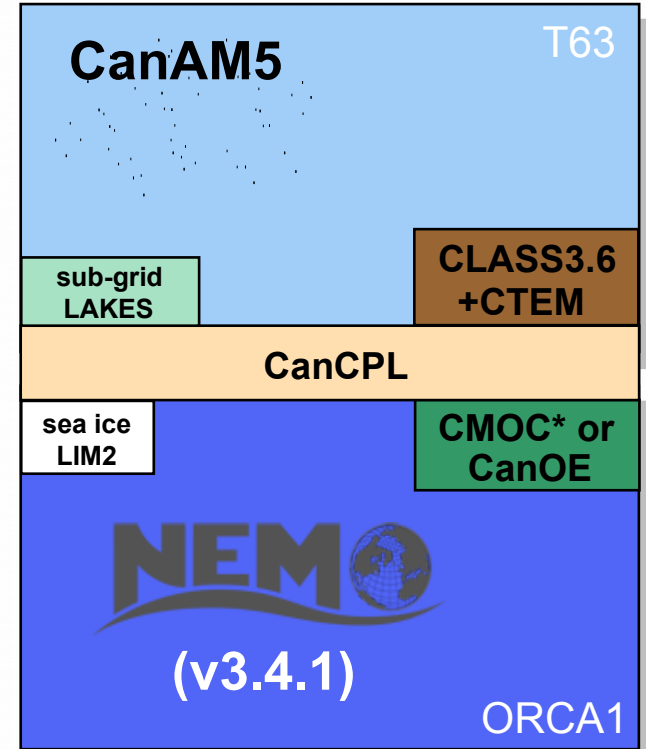 CanAM5
T63
sub-grid
LAKES
CLASS3.6
+CTEM
CanCPL
sea ice
LIM2
CMOC* or
CanOE
NEMO
(v3.4.1)
ORCA1